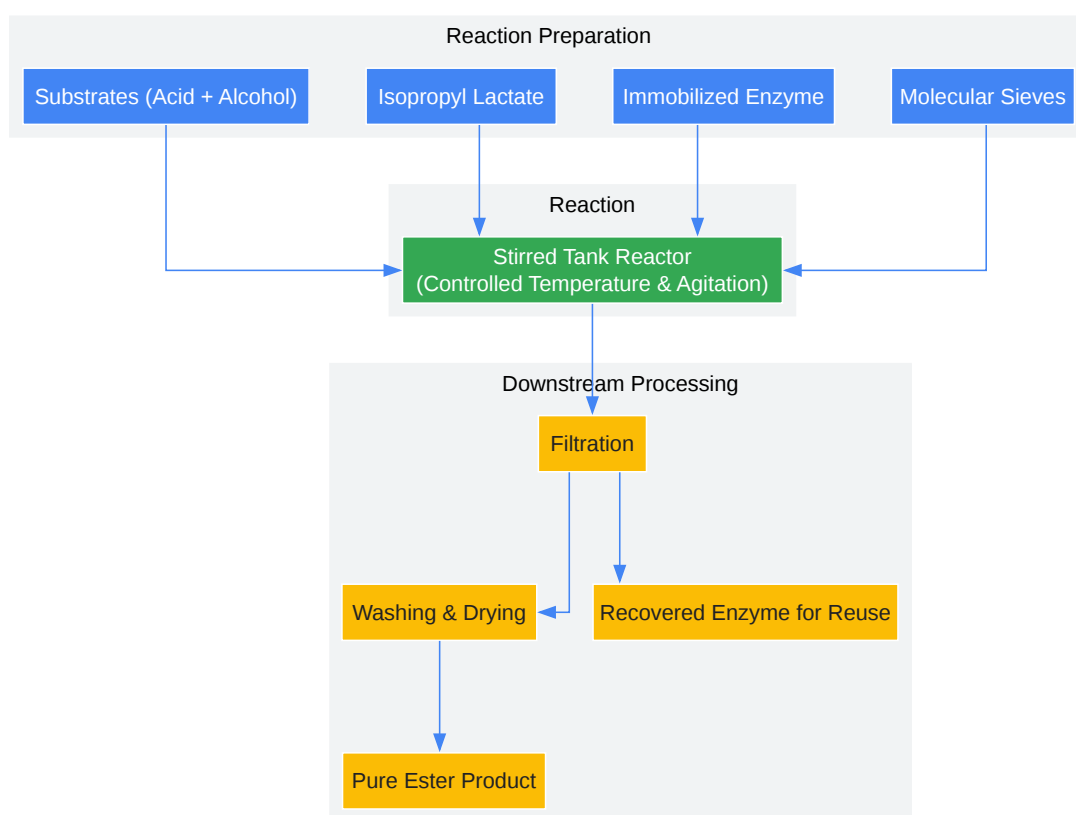 Reaction Preparation
Substrates (Acid + Alcohol)
Isopropyl Lactate
Immobilized Enzyme
Molecular Sieves
Reaction
Stirred Tank Reactor
(Controlled Temperature & Agitation)
Downstream Processing
Filtration
Washing & Drying
Recovered Enzyme for Reuse
Pure Ester Product